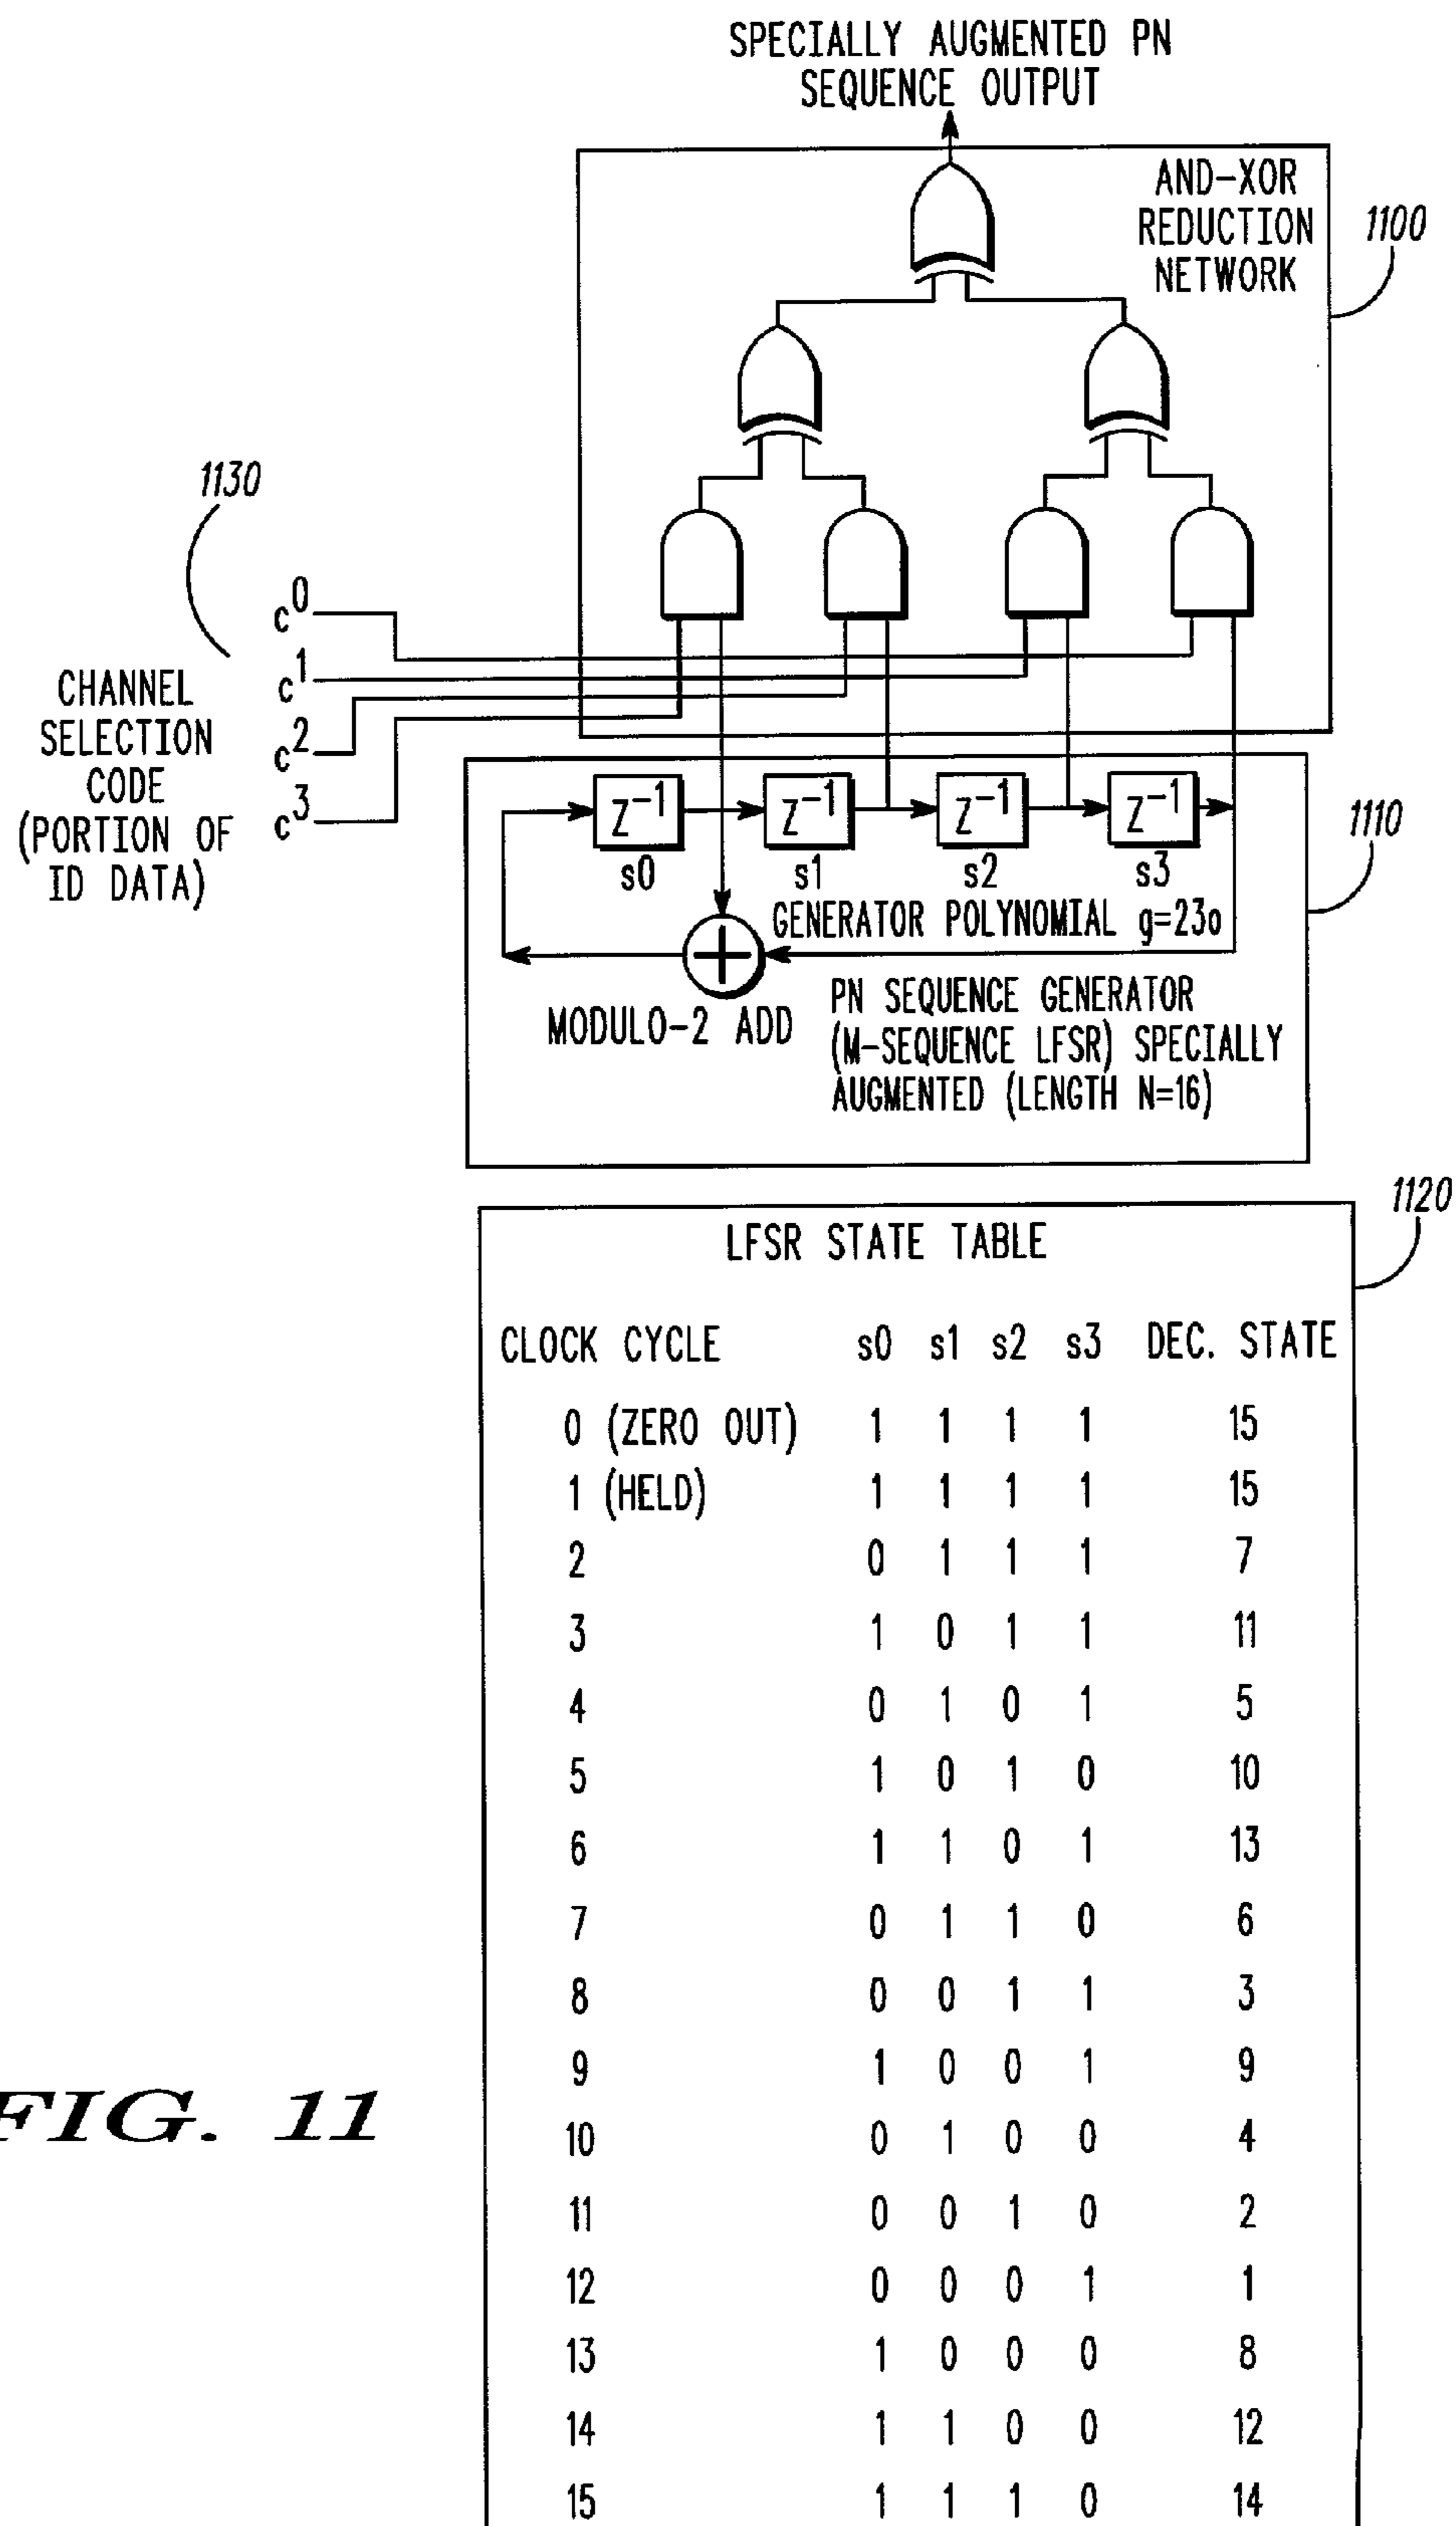 SPECIALLY AUGMENTED PN
SEQUENCE OUTPUT
AND-XOR
REDUCTION
NETWORK
1100
1130
c⁰
c¹
c²
c³
CHANNEL
SELECTION
CODE
(PORTION OF
ID DATA)
Z⁻¹ Z⁻¹ Z⁻¹ Z⁻¹
s0 s1 s2 s3
1110
GENERATOR POLYNOMIAL g=23o
MODULO-2 ADD
PN SEQUENCE GENERATOR
(M-SEQUENCE LFSR) SPECIALLY
AUGMENTED (LENGTH N=16)
1120
LFSR STATE TABLE
CLOCK CYCLE s0 s1 s2 s3 DEC. STATE
0 (ZERO OUT) 1 1 1 1 15
1 (HELD) 1 1 1 1 15
2 0 1 1 1 7
3 1 0 1 1 11
4 0 1 0 1 5
5 1 0 1 0 10
6 1 1 0 1 13
7 0 1 1 0 6
8 0 0 1 1 3
9 1 0 0 1 9
10 0 1 0 0 4
11 0 0 1 0 2
12 0 0 0 1 1
13 1 0 0 0 8
14 1 1 0 0 12
15 1 1 1 0 14
FIG. 11